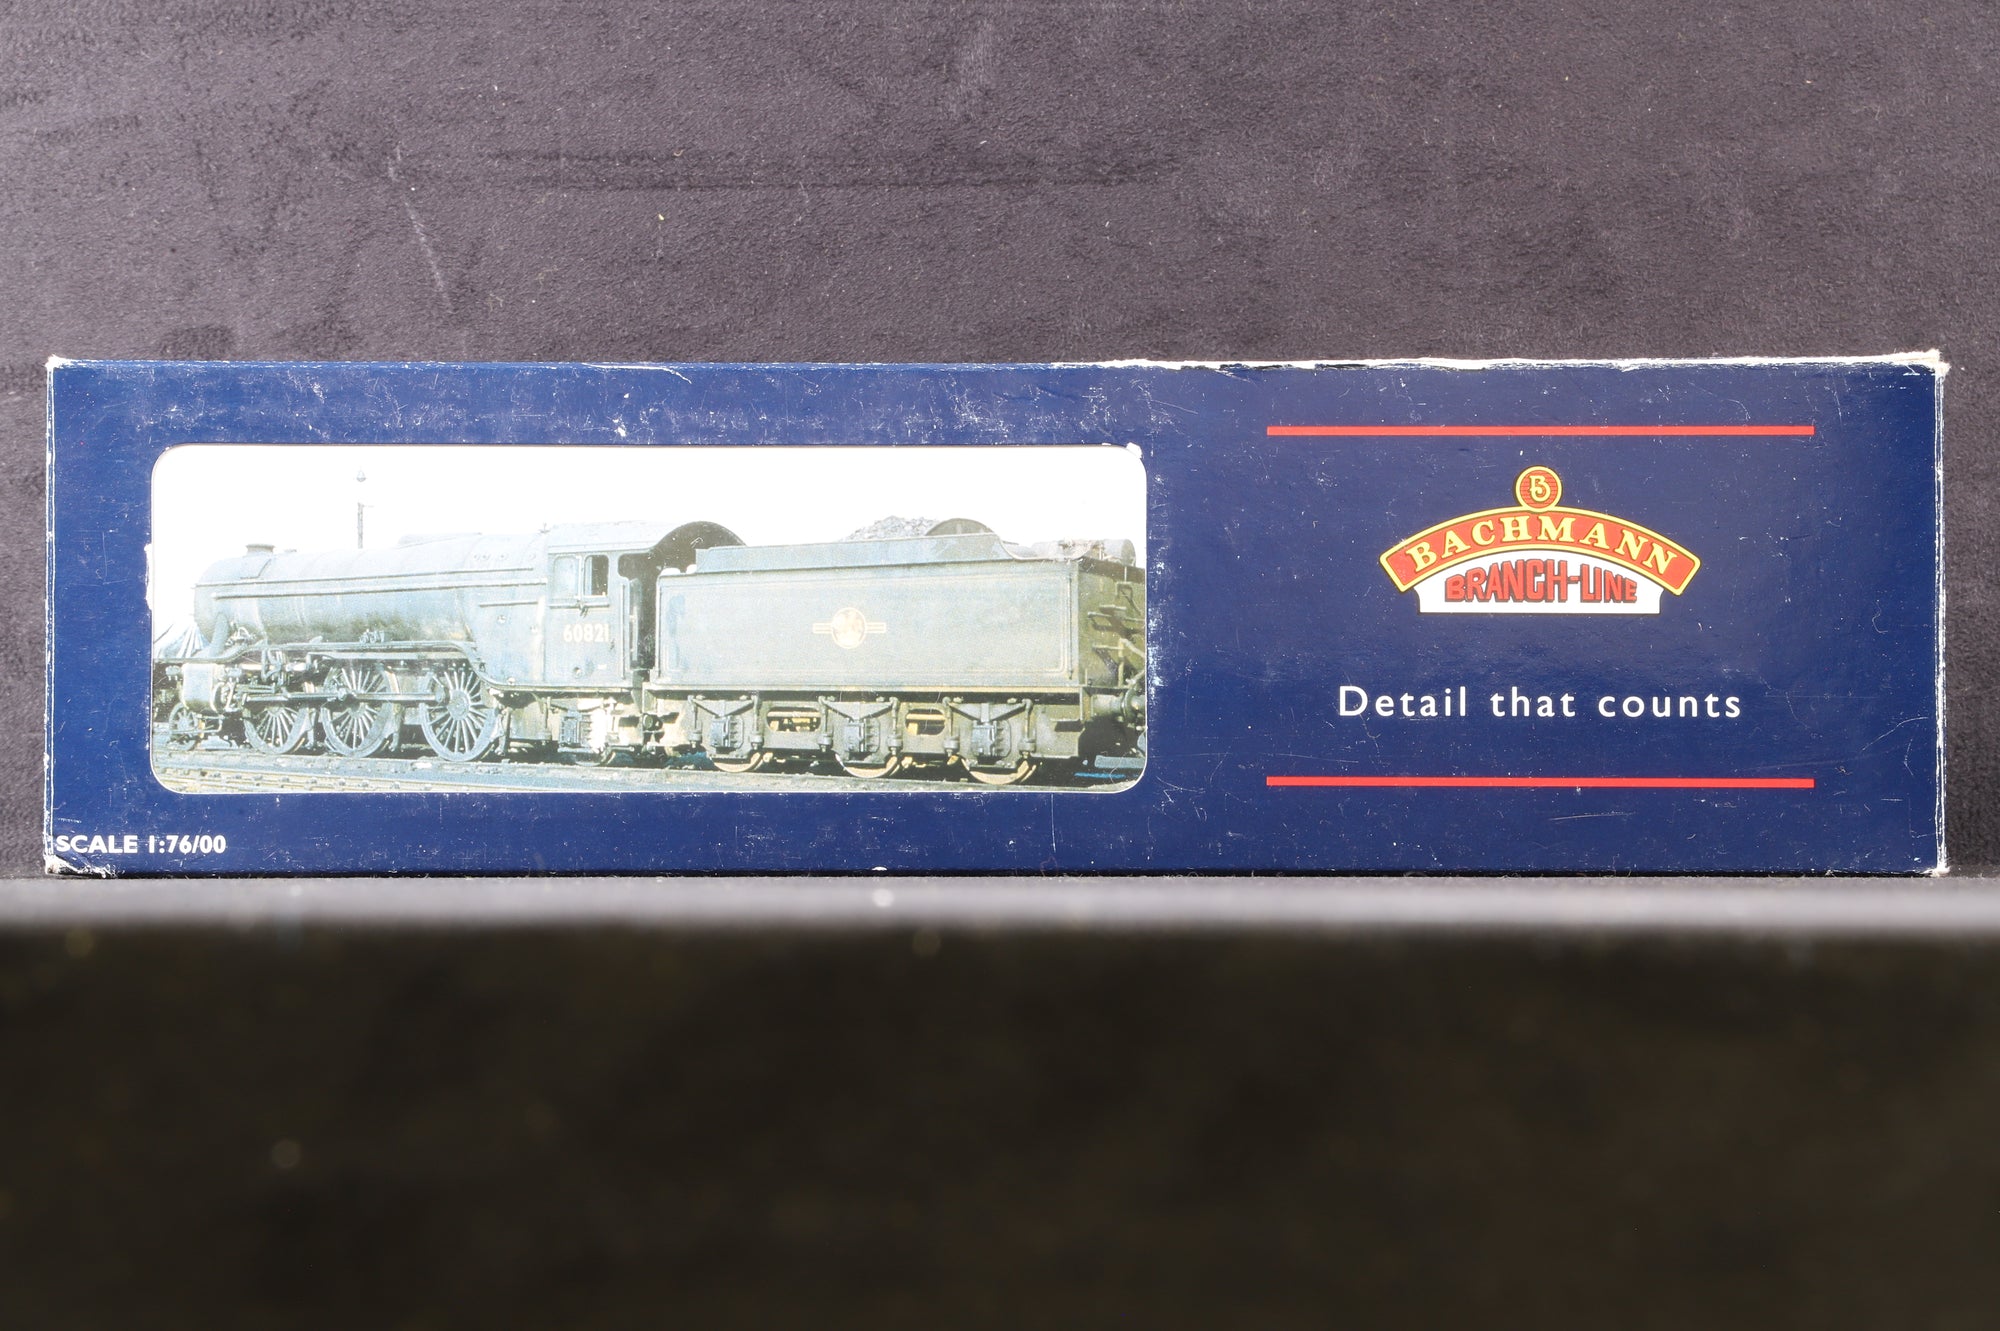 60821
SCALE 1:76/00
B
BACHMANN
BRANCH-LINE
Detail that counts